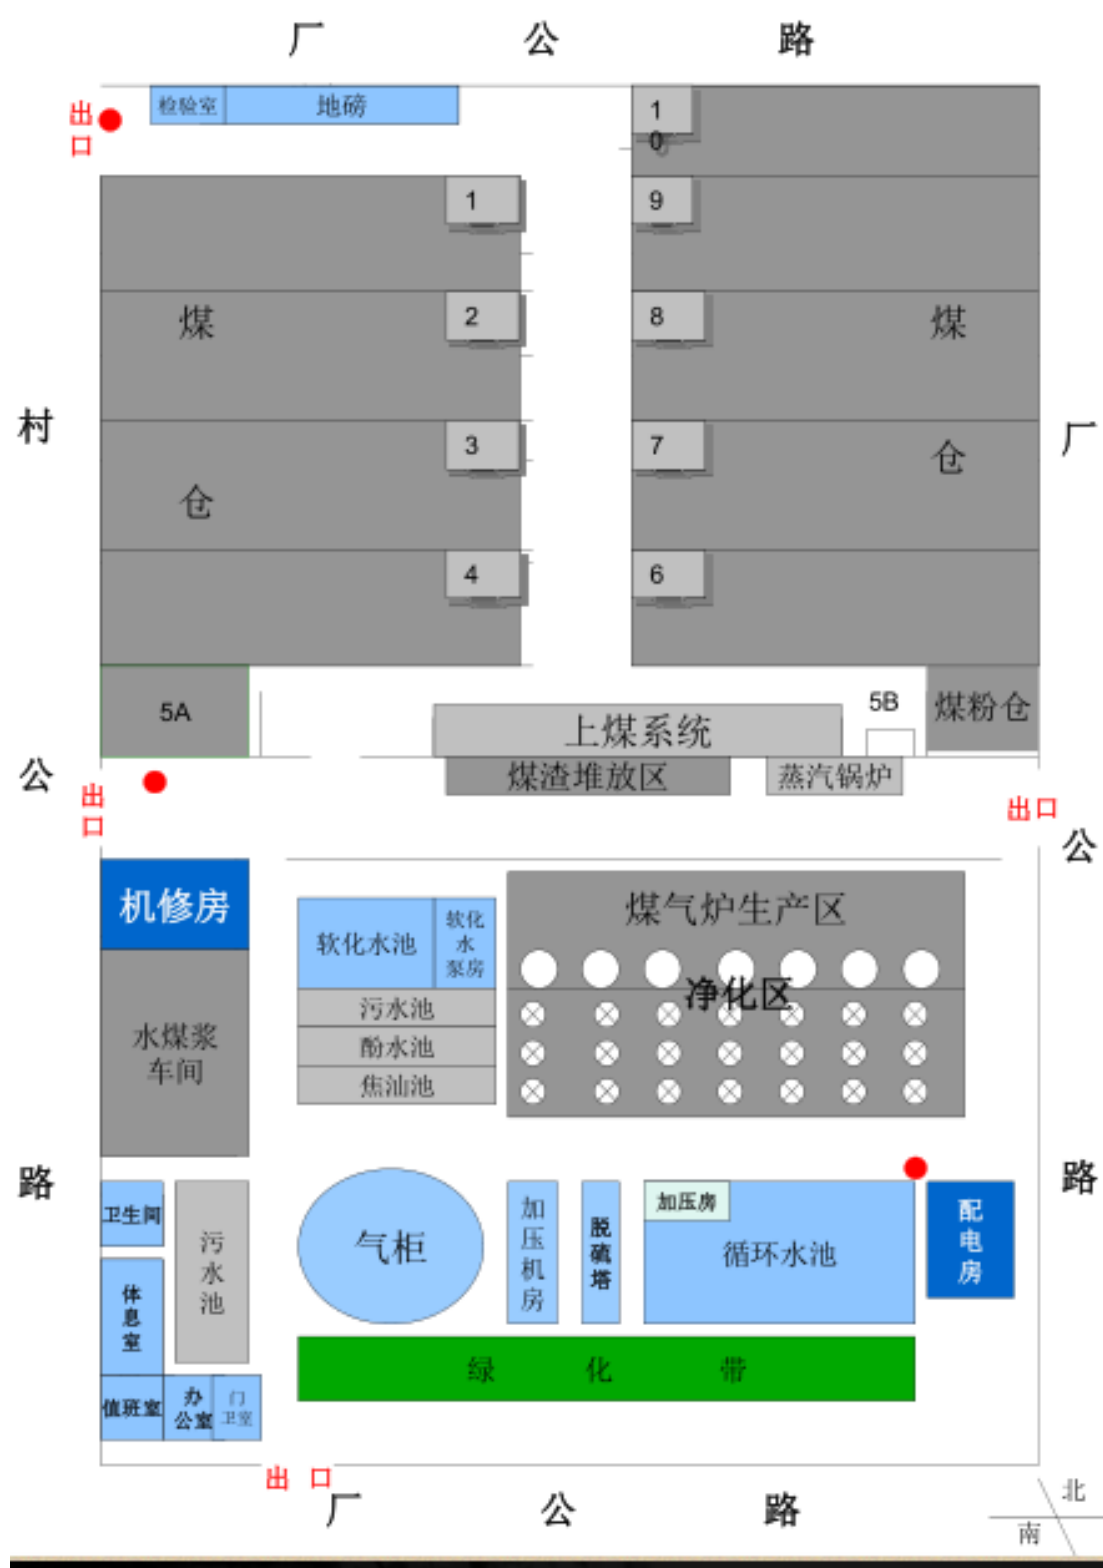 厂 公 路
出口
检验室
地磅
10
1
9
煤
2
8
煤
村
3
7
仓
厂
仓
4
6
5A
5B
煤粉仓
上煤系统
公
煤渣堆放区
蒸汽锅炉
出口
出口
公
机修房
煤气炉生产区
软化水池
软化
水
泵房
净化区
污水池
水煤浆
车间
酚水池
焦油池
路
路
卫生间
污水池
气柜
加压机房
脱硫塔
加压房
循环水池
配电房
体息室
绿 化 带
值班室
办
公室
门
卫室
出 口
厂 公 路
北
南